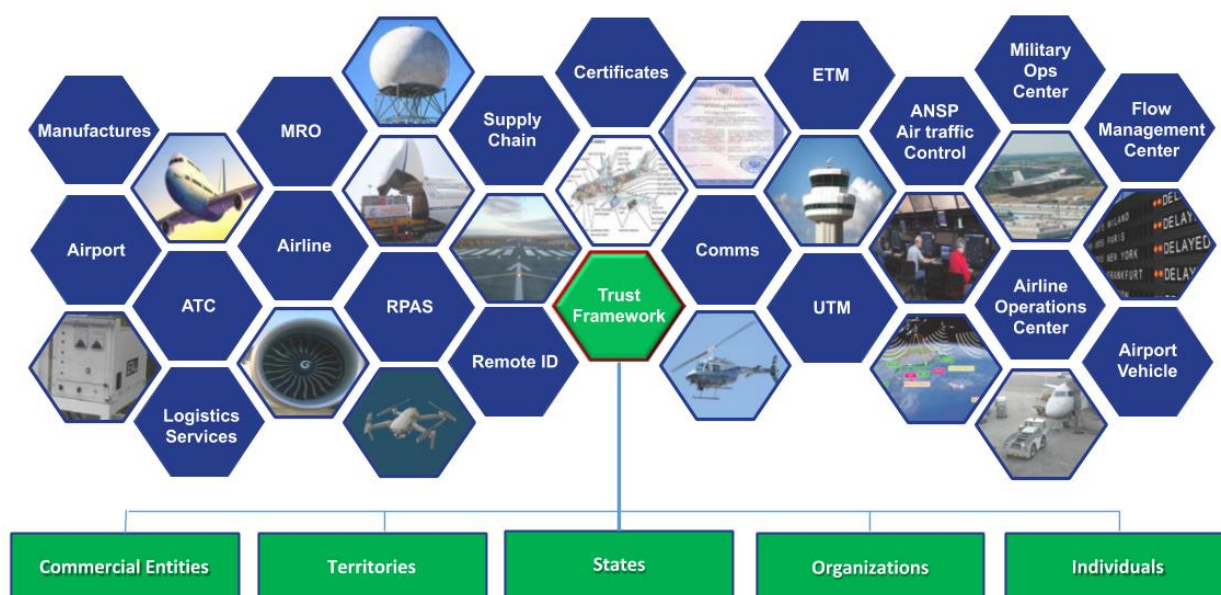 Manufactures
MRO
Supply
Chain
Certificates
ETM
ANSP
Air traffic
Control
Military
Ops
Center
Flow
Management
Center
Airport
Airline
ATC
RPAS
Trust
Framework
Comms
UTM
Airline
Operations
Center
DELAYED
Remote ID
Airport
Vehicle
Logistics
Services
Commercial Entities
Territories
States
Organizations
Individuals